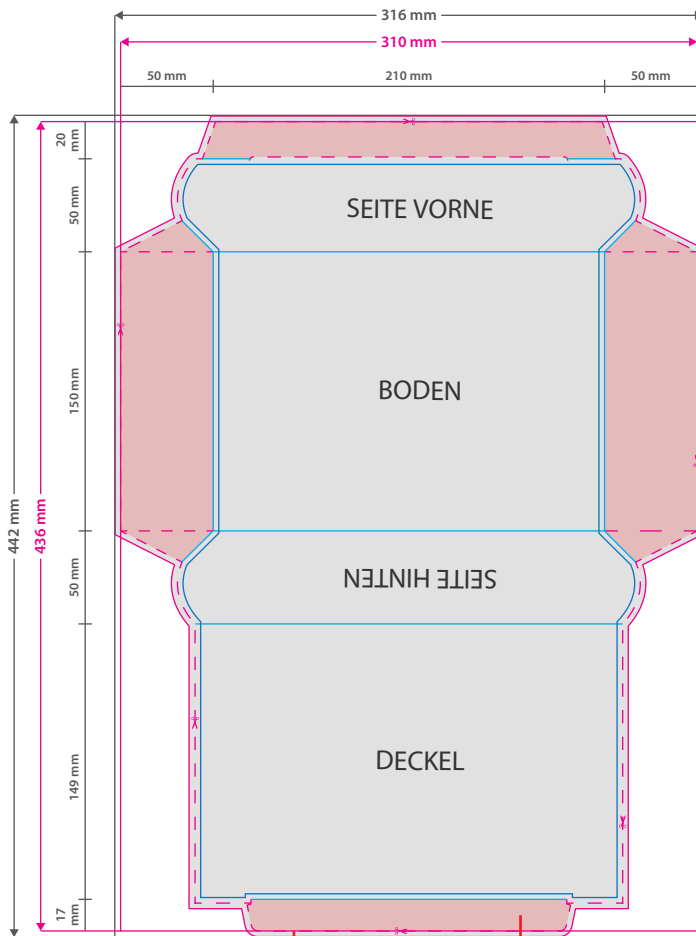 316 mm
310 mm
50 mm
210 mm
50 mm
20 mm
SEITE VORNE
50 mm
BODEN
150 mm
442 mm
436 mm
SEITE HINTEN
50 mm
DECKEL
149 mm
17 mm